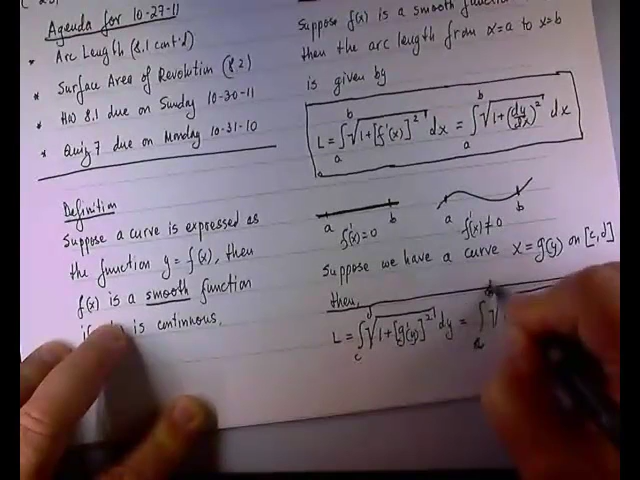 Agenda for 10-27-11
* Arc Length (8.1 cont'd)
* Surface Area of Revolution (8.2)
* HW 8.1 due on Sunday 10-30-11
* Quiz 7 due on Monday 10-31-10
Definition
Suppose a curve is expressed as
the function y = f(x), then
f(x) is a smooth function
is continuous.
Suppose f(x) is a smooth
then the arc length from x=a to x=b
is given by
L = ∫_a^b √(1+[f'(x)]²) dx = ∫_a^b √(1+(dy/dx)²) dx
a b a b
f'(x)=0 f'(x)≠0
Suppose we have a curve x = g(y) on [c,d]
then,
L = ∫_c^d √(1+[g'(y)]²) dy = ∫ √